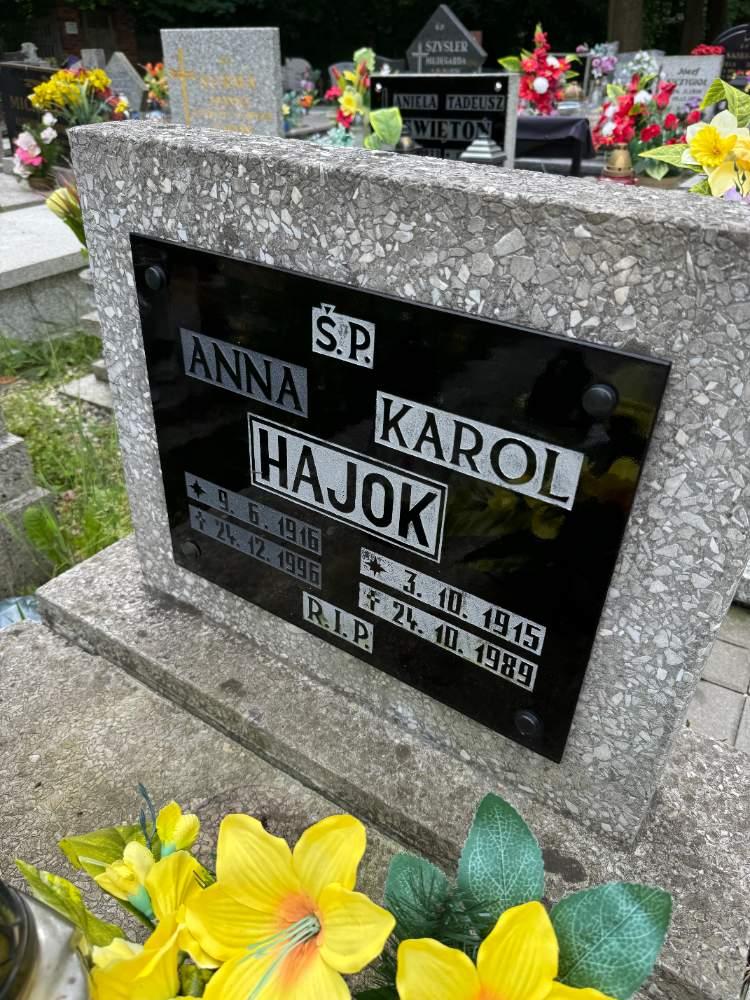 Ś.P.
ANNA
KAROL
HAJOK
9. 6. 1916
24. 12. 1996
3. 10. 1915
24. 10. 1989
R.I.P.
SZYSLER
ANIELA TADEUSZ
ŚWIĘTOŃ
Józef